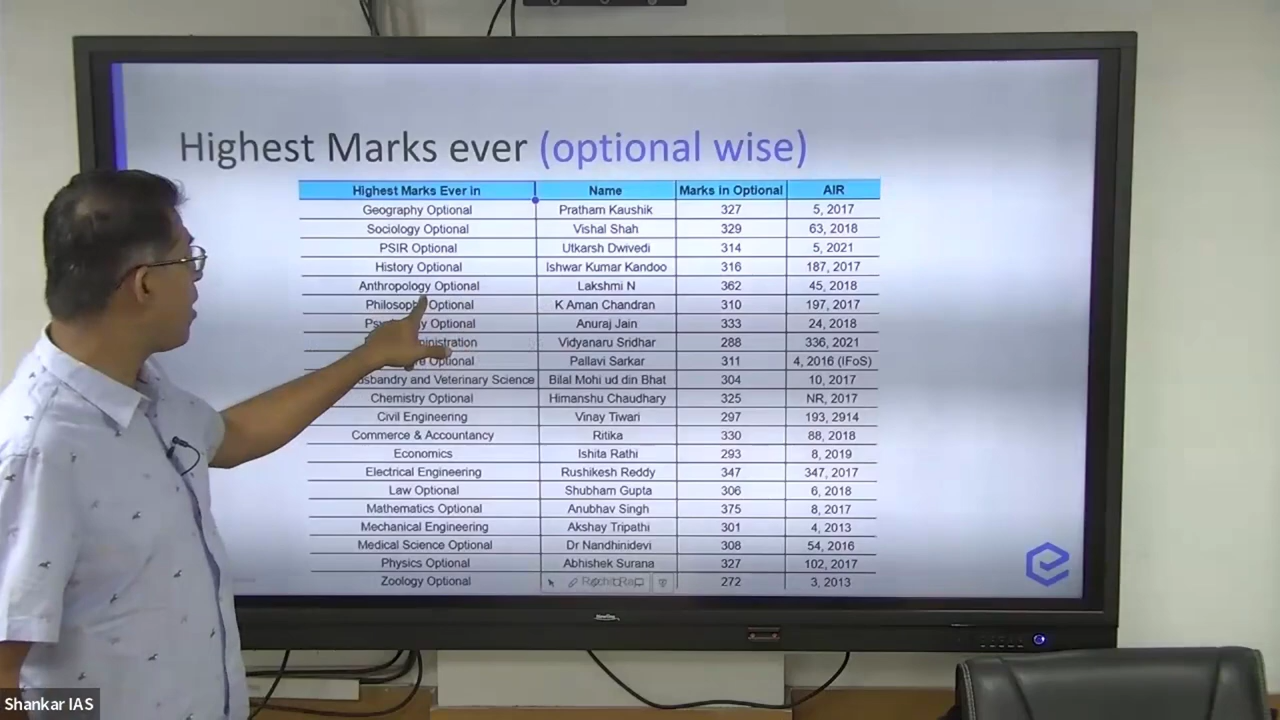 Highest Marks ever (optional wise)
Highest Marks Ever in Name Marks in Optional AIR
Geography Optional Pratham Kaushik 327 5, 2017
Sociology Optional Vishal Shah 329 63, 2018
PSIR Optional Utkarsh Dwivedi 314 5, 2021
History Optional Ishwar Kumar Kandoo 316 187, 2017
Anthropology Optional Lakshmi N 362 45, 2018
Optional K Aman Chandran 310 197, 2017
Optional Anuraj Jain 333 24, 2018
Vidyanaru Sridhar 288 336, 2021
Optional Pallavi Sarkar 311 4, 2016 (IFoS)
and Veterinary Science Bilal Mohi ud din Bhat 304 10, 2017
Chemistry Optional Himanshu Chaudhary 325 NR, 2017
Civil Engineering Vinay Tiwari 297 193, 2914
Commerce & Accountancy Ritika 330 88, 2018
Economics Ishita Rathi 293 8, 2019
Electrical Engineering Rushikesh Reddy 347 347, 2017
Law Optional Shubham Gupta 306 6, 2018
Mathematics Optional Anubhav Singh 375 8, 2017
Mechanical Engineering Akshay Tripathi 301 4, 2013
Medical Science Optional Dr Nandhinidevi 308 54, 2016
Physics Optional Abhishek Surana 327 102, 2017
Zoology Optional 272 3, 2013
Shankar IAS